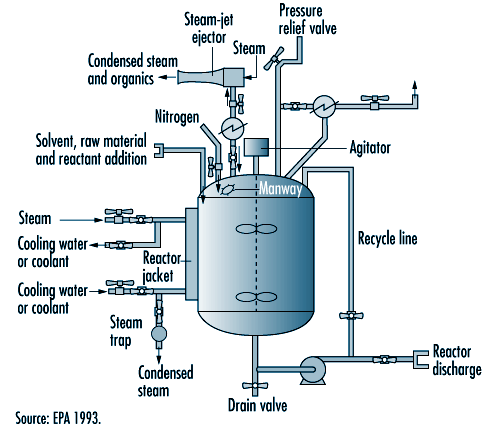 Pressure
relief valve
Steam-jet
ejector
Steam
Condensed steam
and organics
Nitrogen
Solvent, raw material
and reactant addition
Agitator
Manway
Steam
Cooling water
or coolant
Reactor
jacket
Recycle line
Cooling water
or coolant
Steam
trap
Condensed
steam
Reactor
discharge
Drain valve
Source: EPA 1993.